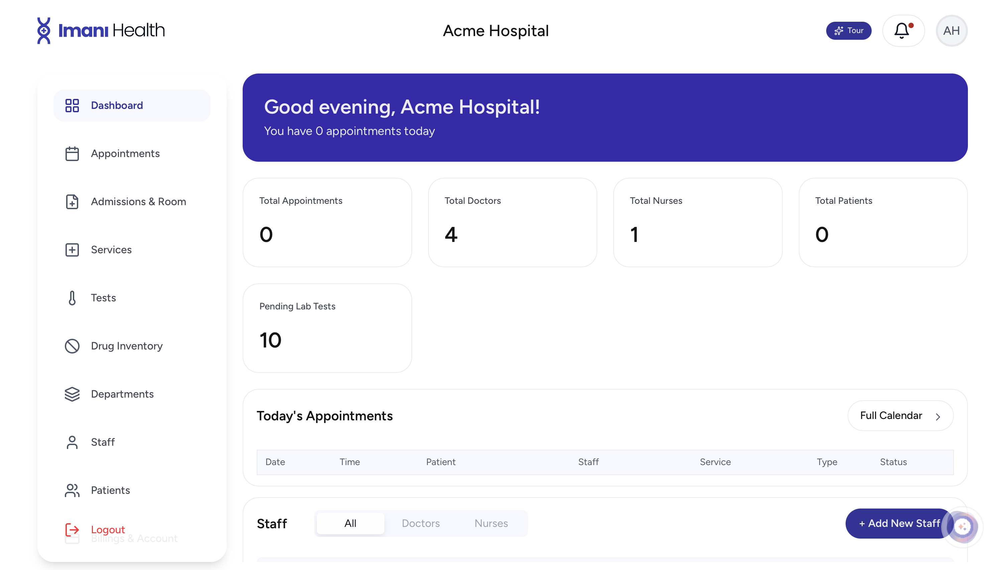 Imani Health
Acme Hospital
Tour
AH
Dashboard
Appointments
Admissions & Room
Services
Tests
Drug Inventory
Departments
Staff
Patients
Logout
Billings & Account
Good evening, Acme Hospital!
You have 0 appointments today
Total Appointments
0
Total Doctors
4
Total Nurses
1
Total Patients
0
Pending Lab Tests
10
Today's Appointments
Full Calendar
Date Time Patient Staff Service Type Status
Staff
All Doctors Nurses
+ Add New Staff